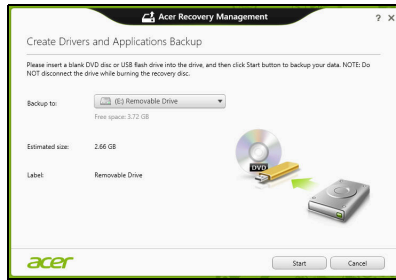 Acer Recovery Management
? X
Create Drivers and Applications Backup
Please insert a blank DVD disc or USB flash drive into the drive, and then click Start button to backup your data. NOTE: Do
NOT disconnect the drive while burning the recovery disc.
Backup to:
(E:) Removable Drive
Free space: 3.72 GB
Estimated size:
2.66 GB
Label:
Removable Drive
DVD
acer
Start
Cancel